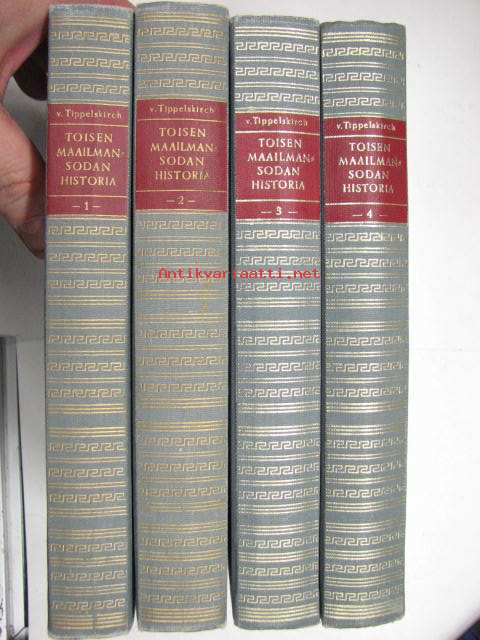 v. Tippelskirch
TOISEN
MAAILMAN-
SODAN
HISTORIA
— 1 —
v. Tippelskirch
TOISEN
MAAILMAN-
SODAN
HISTORIA
— 2 —
v. Tippelskirch
TOISEN
MAAILMAN-
SODAN
HISTORIA
— 3 —
v. Tippelskirch
TOISEN
MAAILMAN-
SODAN
HISTORIA
— 4 —
Antikvariaatti.net